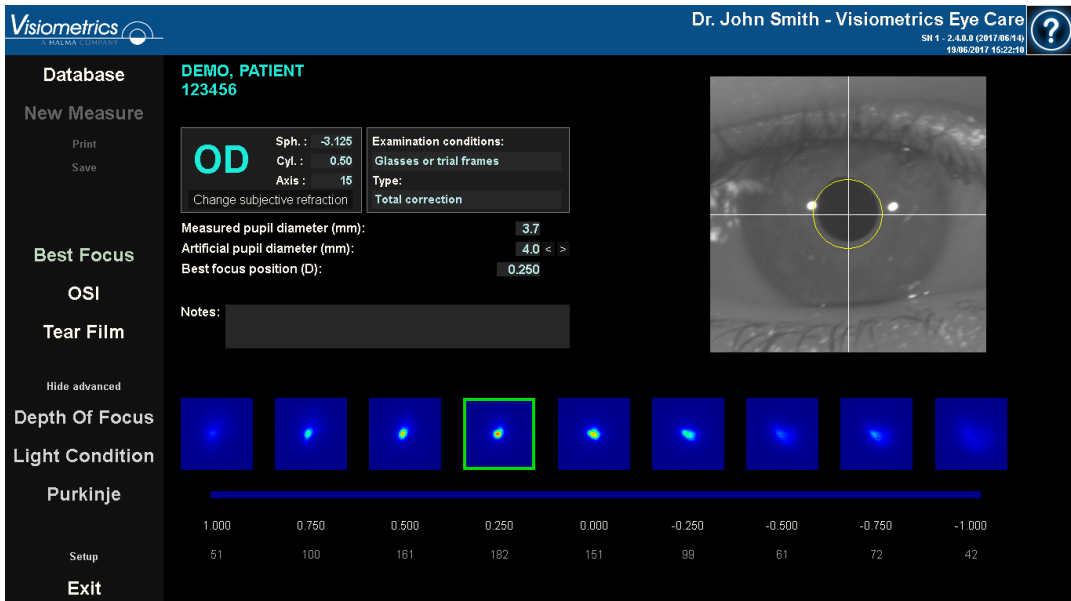 Visiometrics
A HALMA COMPANY
Dr. John Smith - Visiometrics Eye Care
SN 1 - 2.4.0.0 (2017/06/14)
19/06/2017 15:22:10
?
Database
New Measure
Print
Save
Best Focus
OSI
Tear Film
Hide advanced
Depth Of Focus
Light Condition
Purkinje
Setup
Exit
DEMO, PATIENT
123456
OD
Sph. : -3.125
Cyl. : 0.50
Axis : 15
Change subjective refraction
Examination conditions:
Glasses or trial frames
Type:
Total correction
Measured pupil diameter (mm): 3.7
Artificial pupil diameter (mm): 4.0 < >
Best focus position (D): 0.250
Notes:
1.000 0.750 0.500 0.250 0.000 -0.250 -0.500 -0.750 -1.000
51 100 161 182 151 99 61 72 42